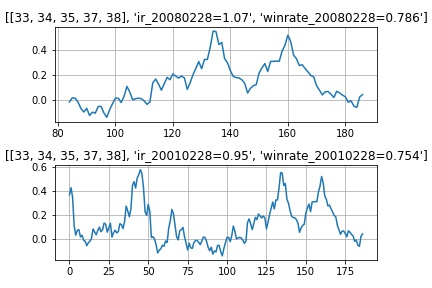 [[33, 34, 35, 37, 38], 'ir_20080228=1.07', 'winrate_20080228=0.786']
0.4
0.2
0.0
80 100 120 140 160 180
[[33, 34, 35, 37, 38], 'ir_20010228=0.95', 'winrate_20010228=0.754']
0.6
0.4
0.2
0.0
0 25 50 75 100 125 150 175